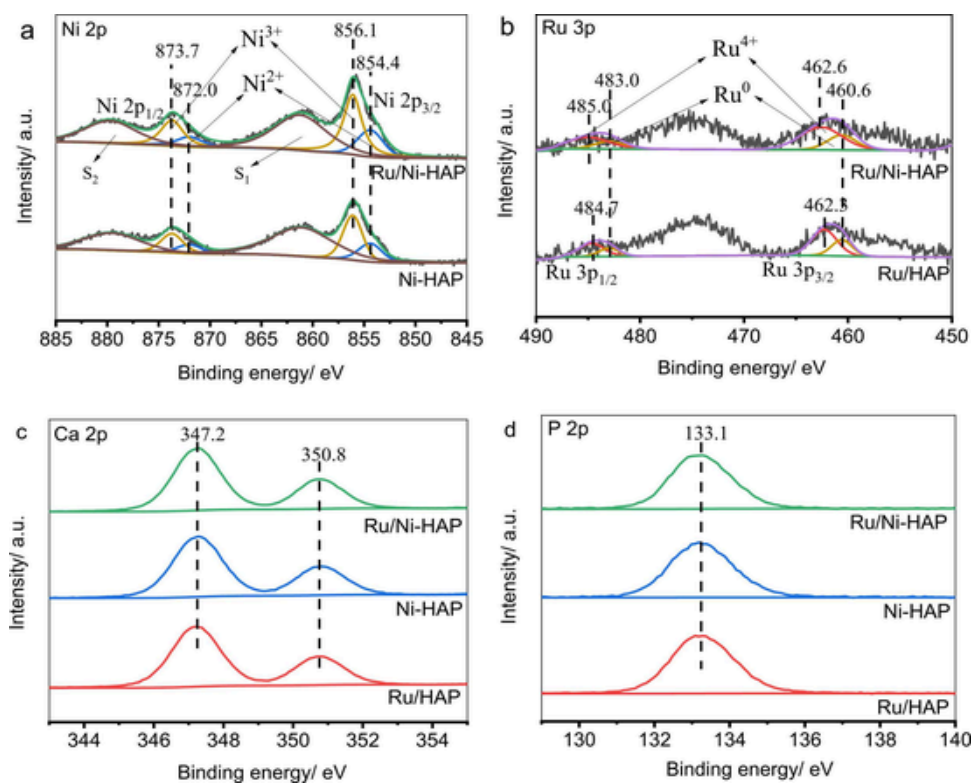 a
Ni 2p
873.7
Ni³⁺
856.1
872.0
Ni²⁺
854.4
Ni 2p₁/₂
Ni 2p₃/₂
S₂
S₁
Ru/Ni-HAP
Ni-HAP
Intensity/ a.u.
885 880 875 870 865 860 855 850 845
Binding energy/ eV
b
Ru 3p
Ru⁴⁺
483.0
462.6
485.0
Ru⁰
460.6
Ru/Ni-HAP
484.7
462.3
Ru 3p₁/₂
Ru 3p₃/₂
Ru/HAP
Intensity/ a.u.
490 480 470 460 450
Binding energy/ eV
c
Ca 2p
347.2
350.8
Ru/Ni-HAP
Ni-HAP
Ru/HAP
Intensity/ a.u.
344 346 348 350 352 354
Binding energy/ eV
d
P 2p
133.1
Ru/Ni-HAP
Ni-HAP
Ru/HAP
Intensity/ a.u.
130 132 134 136 138 140
Binding energy/ eV